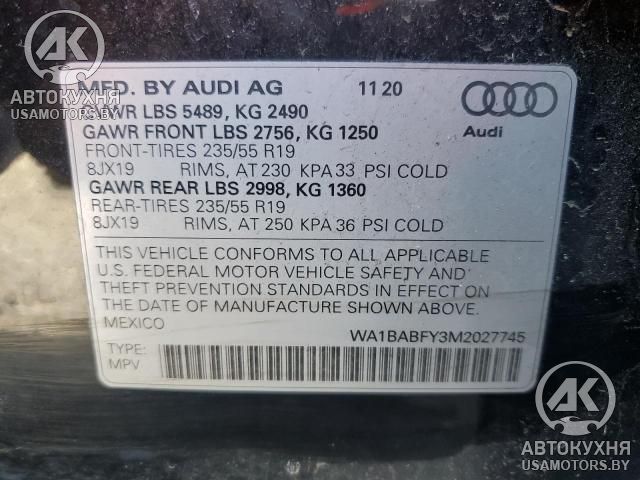 AK
АВТОКУХНЯ
USAMOTORS.BY
MFD. BY AUDI AG 11 20
GAWR LBS 5489, KG 2490
GAWR FRONT LBS 2756, KG 1250
FRONT-TIRES 235/55 R19
8JX19 RIMS, AT 230 KPA 33 PSI COLD
GAWR REAR LBS 2998, KG 1360
REAR-TIRES 235/55 R19
8JX19 RIMS, AT 250 KPA 36 PSI COLD
Audi
THIS VEHICLE CONFORMS TO ALL APPLICABLE
U.S. FEDERAL MOTOR VEHICLE SAFETY AND
THEFT PREVENTION STANDARDS IN EFFECT ON
THE DATE OF MANUFACTURE SHOWN ABOVE.
MEXICO
WA1BABFY3M2027745
TYPE:
MPV
AK
АВТОКУХНЯ
USAMOTORS.BY